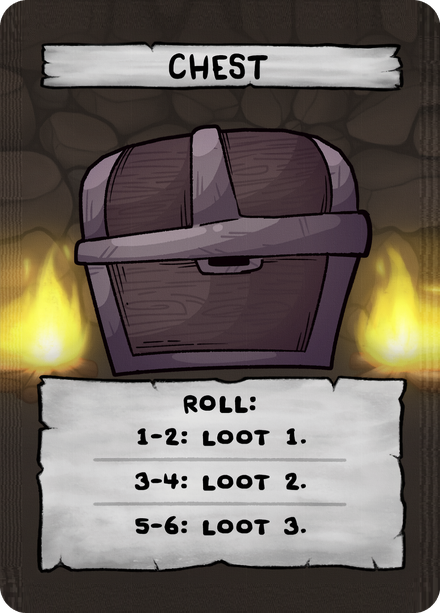 CHEST
ROLL:
1-2: LOOT 1.
3-4: LOOT 2.
5-6: LOOT 3.